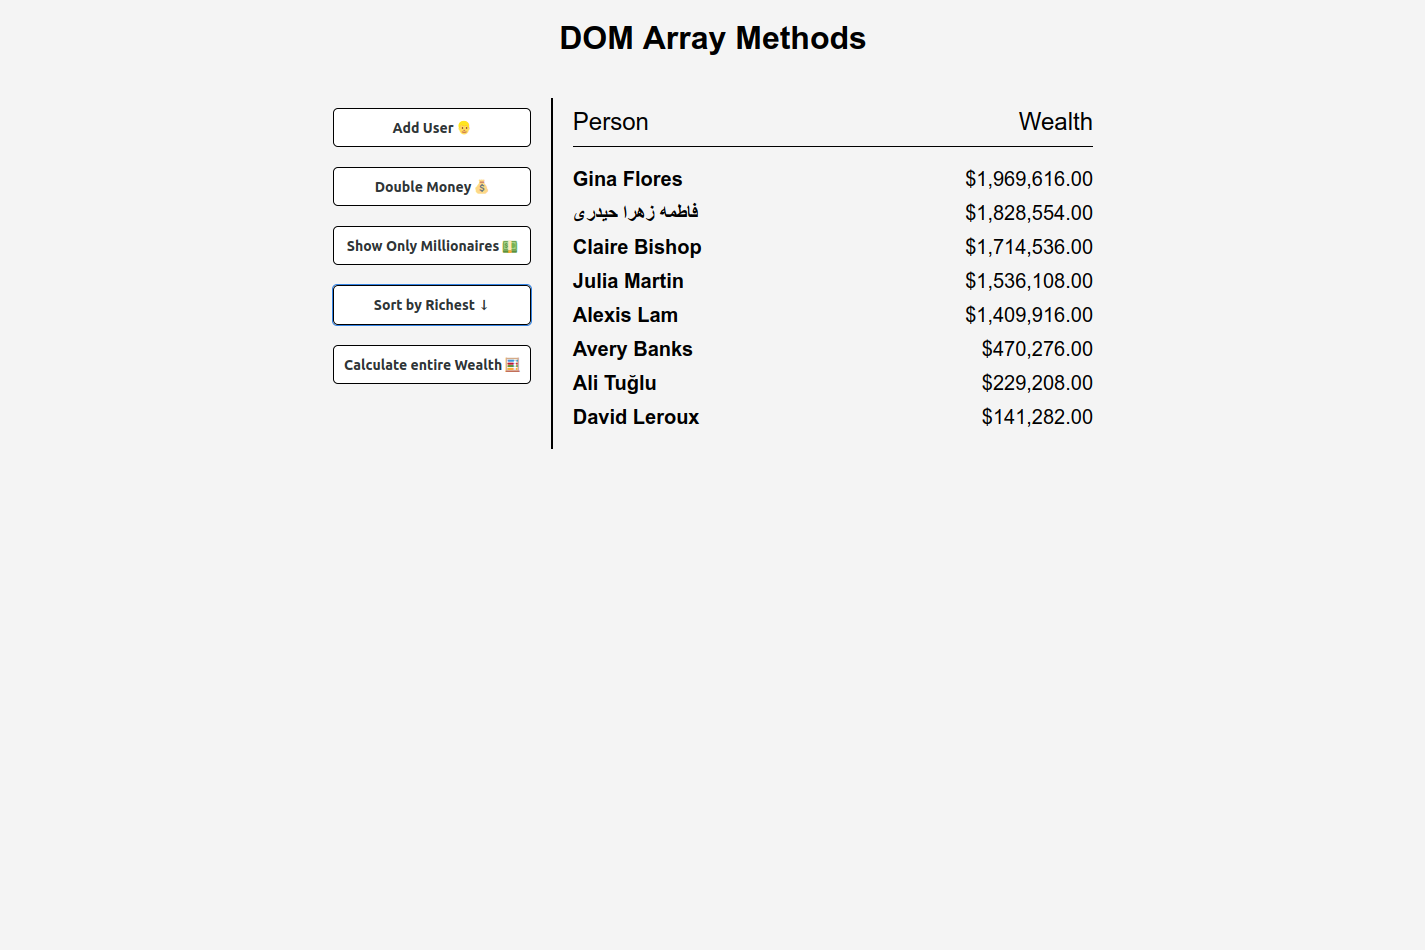 DOM Array Methods
Add User 👱
Double Money 💰
Show Only Millionaires 💵
Sort by Richest ↓
Calculate entire Wealth 🧮
Person Wealth
Gina Flores $1,969,616.00
فاطمه زهرا حیدری $1,828,554.00
Claire Bishop $1,714,536.00
Julia Martin $1,536,108.00
Alexis Lam $1,409,916.00
Avery Banks $470,276.00
Ali Tuğlu $229,208.00
David Leroux $141,282.00